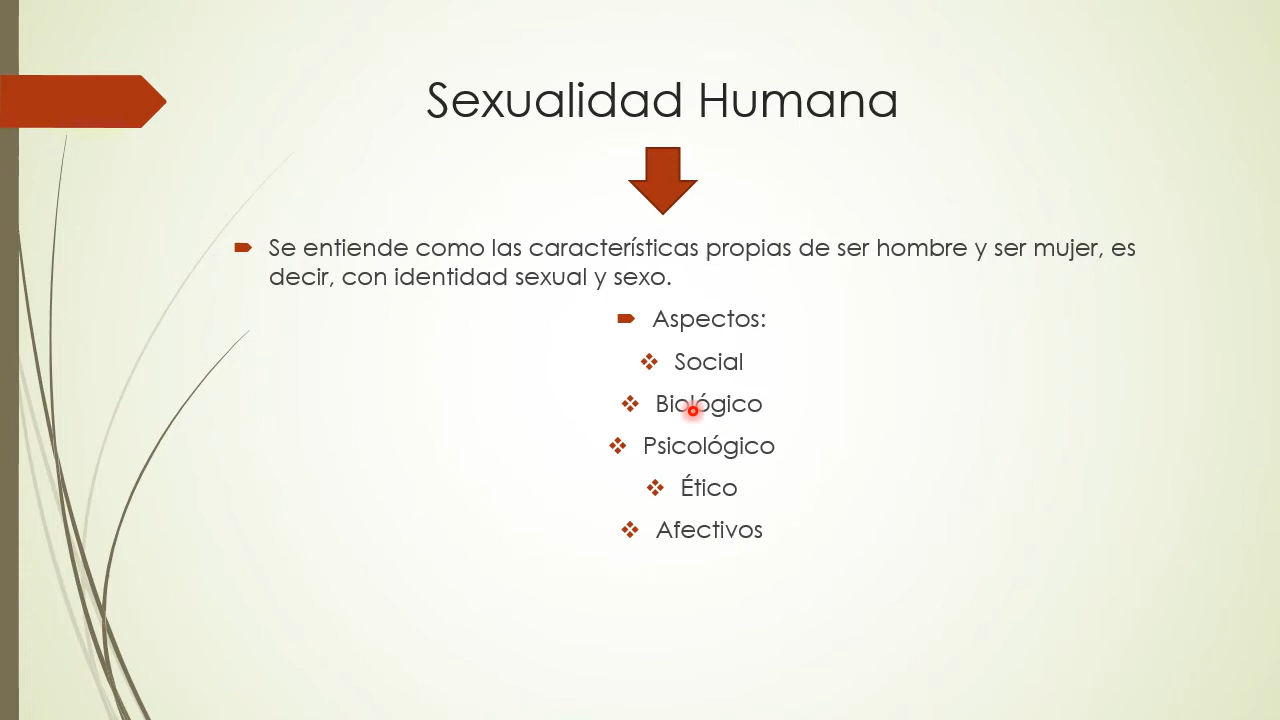 Sexualidad Humana
Se entiende como las características propias de ser hombre y ser mujer, es
decir, con identidad sexual y sexo.
Aspectos:
Social
Biológico
Psicológico
Ético
Afectivos